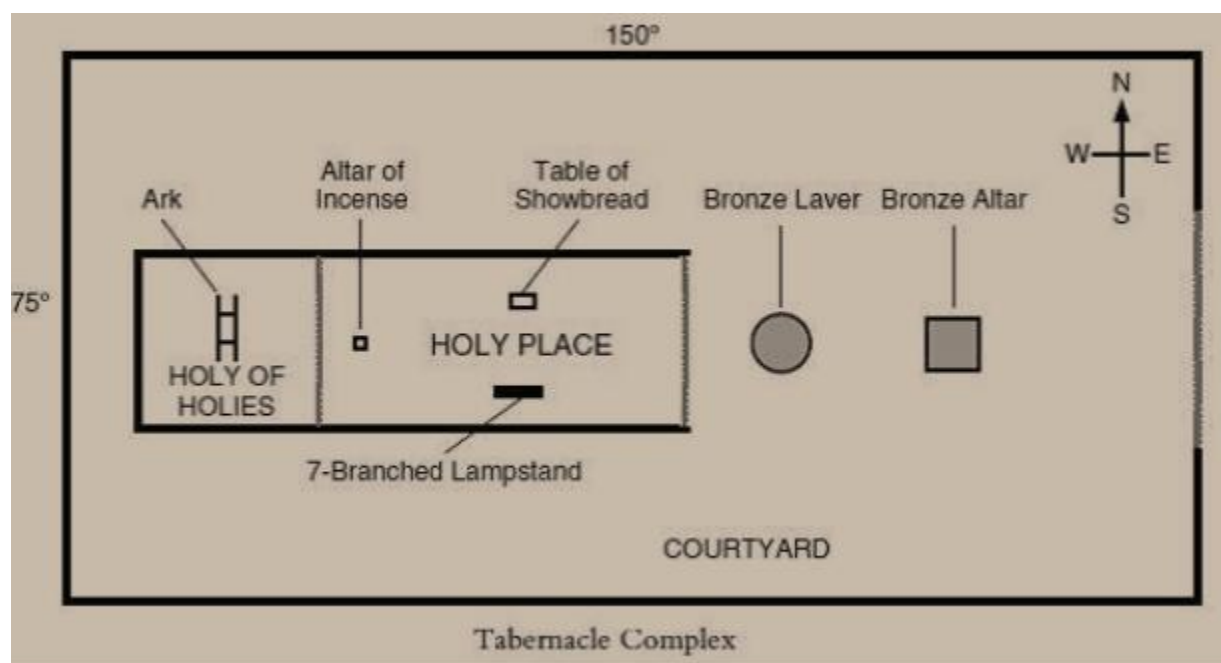 150°
N
W
E
S
Altar of
Incense
Table of
Showbread
Ark
Bronze Laver
Bronze Altar
75°
HOLY PLACE
HOLY OF
HOLIES
7-Branched Lampstand
COURTYARD
Tabernacle Complex